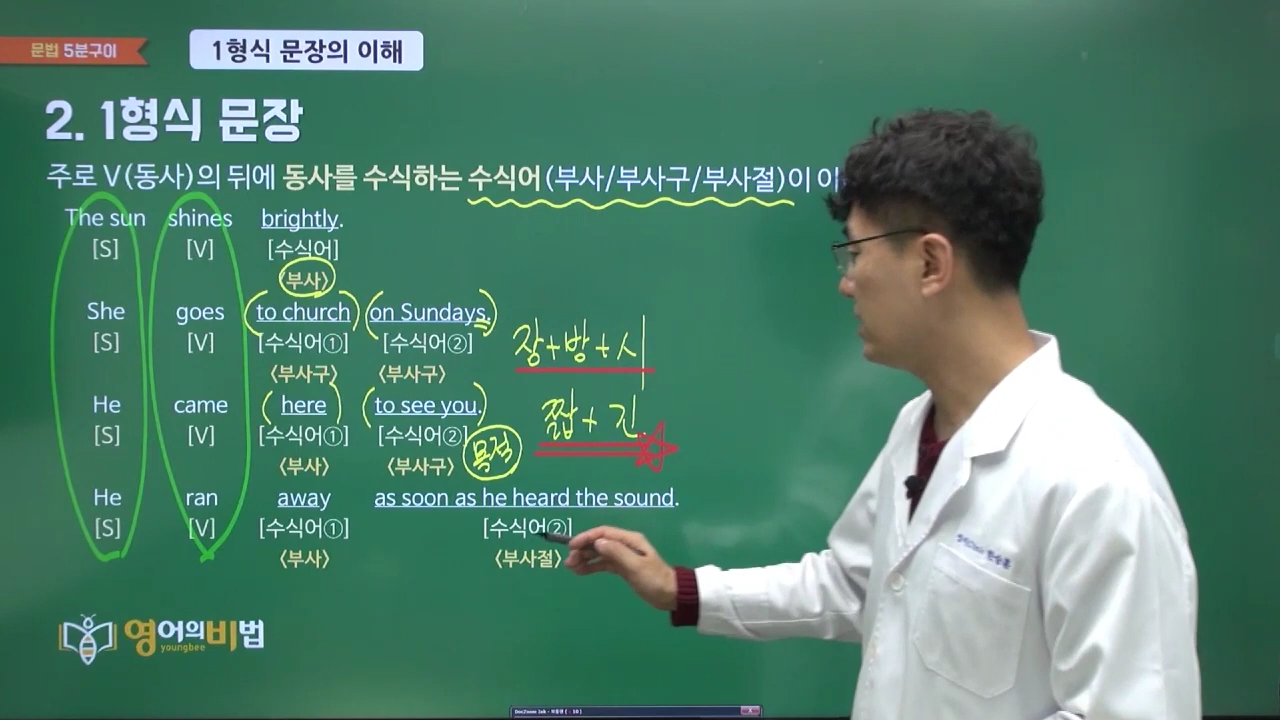 문법 5분구이
1형식 문장의 이해
2. 1형식 문장
주로 V(동사)의 뒤에 동사를 수식하는 수식어(부사/부사구/부사절)이 이
The sun shines brightly.
[S] [V] [수식어]
<부사>
She goes to church on Sundays.
[S] [V] [수식어①] [수식어②]
<부사구> <부사구>
장+방+시
He came here to see you.
[S] [V] [수식어①] [수식어②]
<부사> <부사구>
짧+긴
목적
He ran away as soon as he heard the sound.
[S] [V] [수식어①] [수식어②]
<부사> <부사절>
영어의비법
youngbee